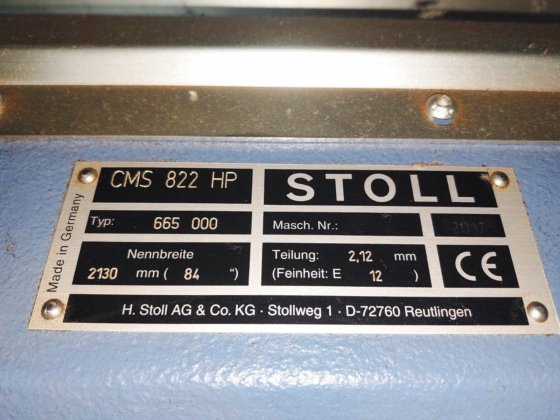 Made in Germany
CMS 822 HP
STOLL
Typ: 665 000
Masch. Nr.:
2011
Nennbreite
2130 mm ( 84 “)
Teilung: 2,12 mm
(Feinheit: E 12 )
CE
H. Stoll AG & Co. KG · Stollweg 1 · D-72760 Reutlingen